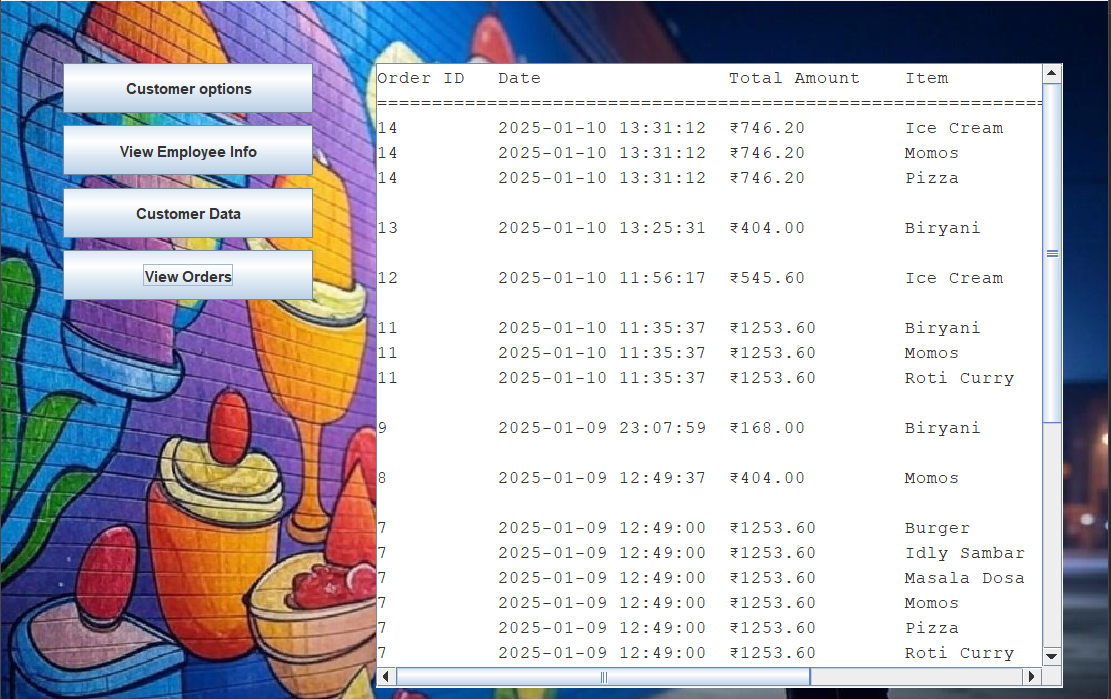 Customer options
View Employee Info
Customer Data
View Orders
Order ID Date Total Amount Item
=============================================================
14 2025-01-10 13:31:12 ₹746.20 Ice Cream
14 2025-01-10 13:31:12 ₹746.20 Momos
14 2025-01-10 13:31:12 ₹746.20 Pizza
13 2025-01-10 13:25:31 ₹404.00 Biryani
12 2025-01-10 11:56:17 ₹545.60 Ice Cream
11 2025-01-10 11:35:37 ₹1253.60 Biryani
11 2025-01-10 11:35:37 ₹1253.60 Momos
11 2025-01-10 11:35:37 ₹1253.60 Roti Curry
9 2025-01-09 23:07:59 ₹168.00 Biryani
8 2025-01-09 12:49:37 ₹404.00 Momos
7 2025-01-09 12:49:00 ₹1253.60 Burger
7 2025-01-09 12:49:00 ₹1253.60 Idly Sambar
7 2025-01-09 12:49:00 ₹1253.60 Masala Dosa
7 2025-01-09 12:49:00 ₹1253.60 Momos
7 2025-01-09 12:49:00 ₹1253.60 Pizza
7 2025-01-09 12:49:00 ₹1253.60 Roti Curry